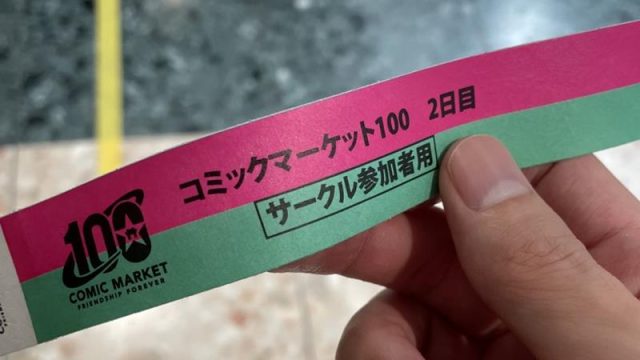 コミックマーケット100 2日目
サークル参加者用
100
COMIC MARKET
FRIENDSHIP FOREVER